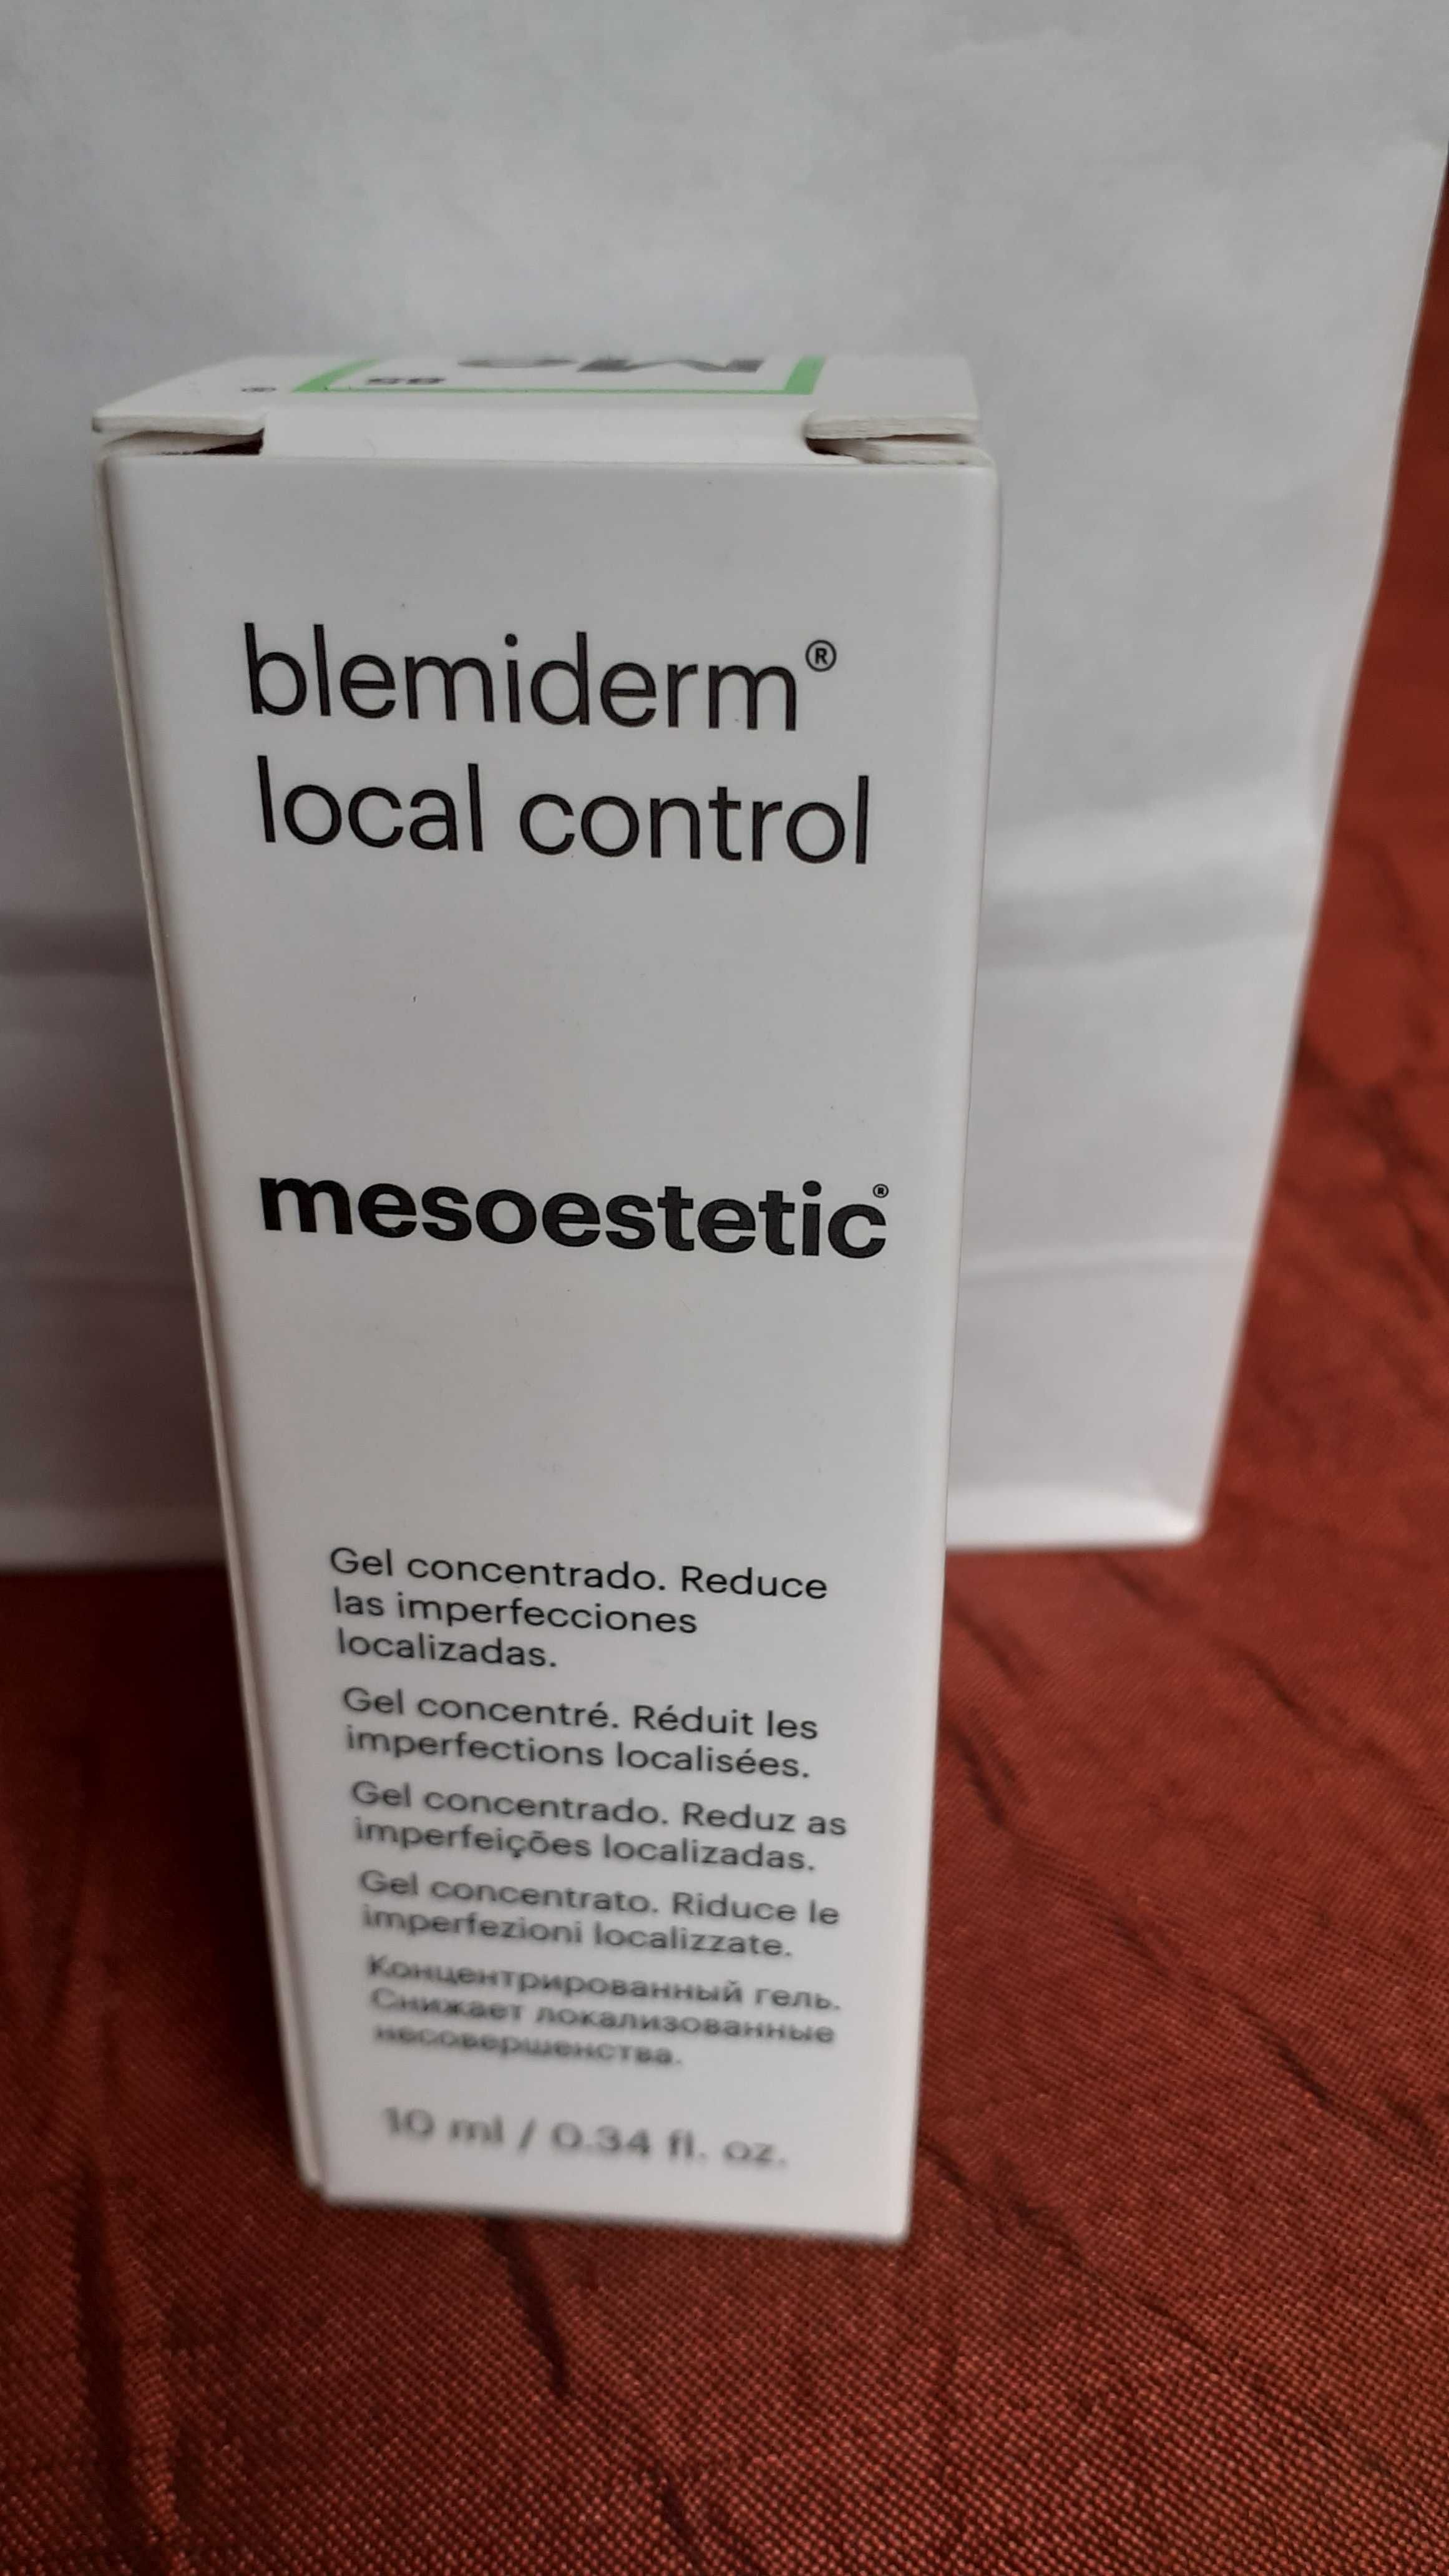 blemiderm®
local control
mesoestetic®
Gel concentrado. Reduce
las imperfecciones
localizadas.
Gel concentré. Réduit les
imperfections localisées.
Gel concentrado. Reduz as
imperfeições localizadas.
Gel concentrato. Riduce le
imperfezioni localizzate.
Концентрированный гель.
Снижает локализованные
несовершенства.
10 ml / 0.34 fl. oz.